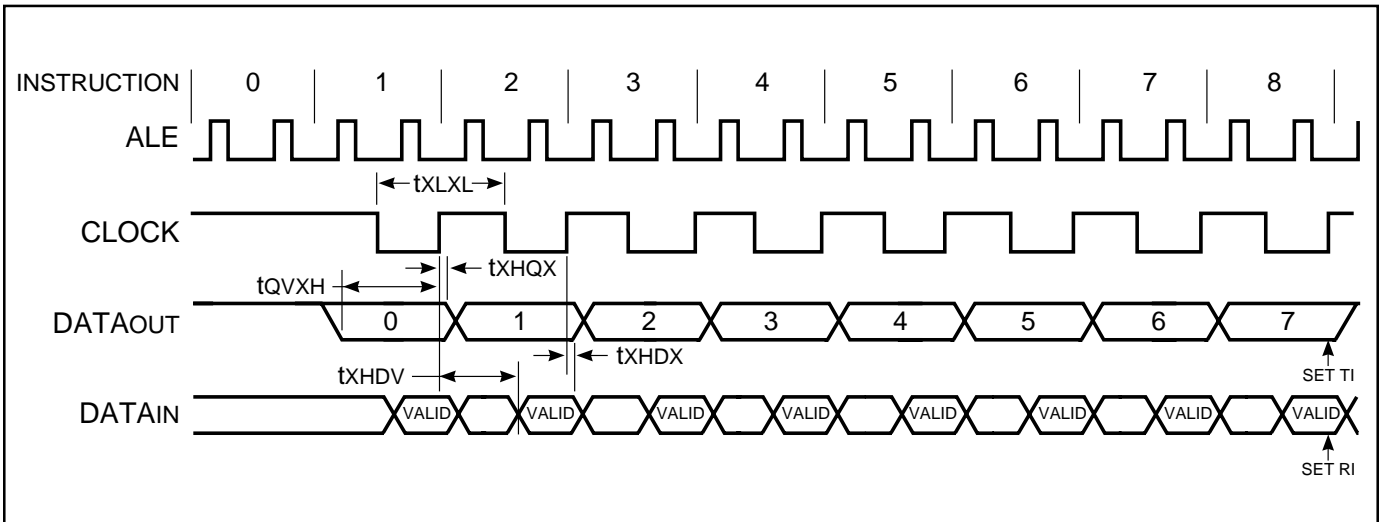 INSTRUCTION 0 1 2 3 4 5 6 7 8
ALE
tXLXL
CLOCK
tXHQX
tQVXH
DATAOUT 0 1 2 3 4 5 6 7
tXHDX
SET TI
tXHDV
DATAIN VALID VALID VALID VALID VALID VALID VALID VALID
SET RI